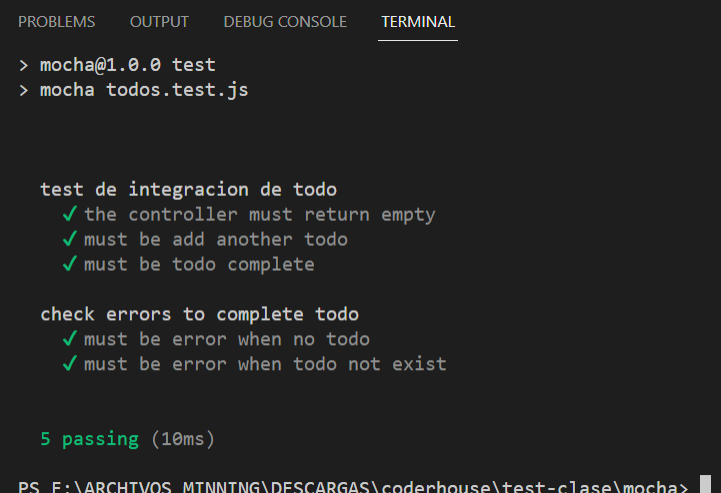 PROBLEMS OUTPUT DEBUG CONSOLE TERMINAL
> mocha@1.0.0 test
> mocha todos.test.js
test de integracion de todo
✓ the controller must return empty
✓ must be add another todo
✓ must be todo complete
check errors to complete todo
✓ must be error when no todo
✓ must be error when todo not exist
5 passing (10ms)
PS F:\ARCHIVOS MINNING\DESCARGAS\coderhouse\test-clase\mocha>